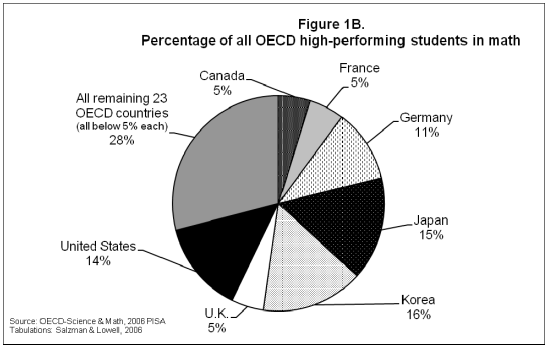 Figure 1B.
Percentage of all OECD high-performing students in math
Canada
5%
France
5%
Germany
11%
Japan
15%
Korea
16%
U.K.
5%
United States
14%
All remaining 23
OECD countries
(all below 5% each)
28%
Source: OECD-Science & Math, 2006 PISA
Tabulations: Salzman & Lowell, 2006